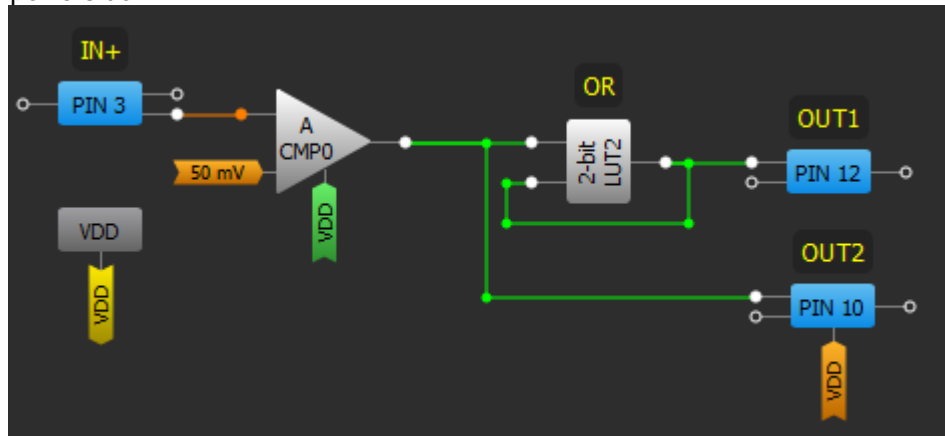 IN+
PIN 3
A
CMP0
50 mV
VDD
VDD
VDD
OR
2-bit
LUT2
OUT1
PIN 12
OUT2
PIN 10
VDD